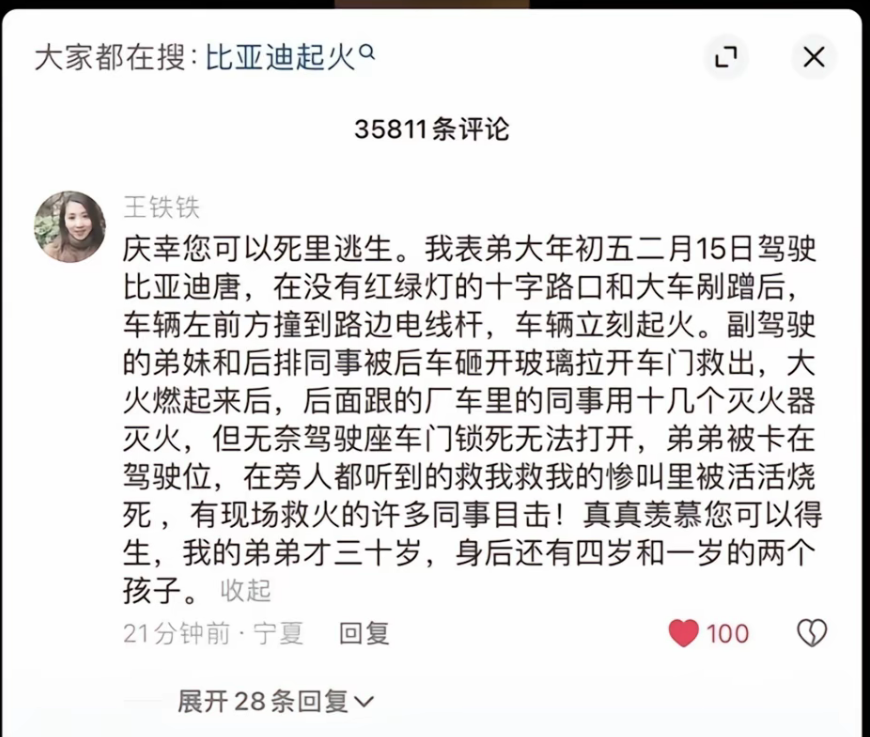 大家都在搜：比亚迪起火
35811条评论
王铁铁
庆幸您可以死里逃生。我表弟大年初五二月15日驾驶
比亚迪唐，在没有红绿灯的十字路口和大车剐蹭后，
车辆左前方撞到路边电线杆，车辆立刻起火。副驾驶
的弟妹和后排同事被后车砸开玻璃拉开车门救出，大
火燃起来后，后面跟的厂车里的同事用十几个灭火器
灭火，但无奈驾驶座车门锁死无法打开，弟弟被卡在
驾驶位，在旁人都听到的救我救我的惨叫里被活活烧
死，有现场救火的许多同事目击！真真羡慕您可以得
生，我的弟弟才三十岁，身后还有四岁和一岁的两个
孩子。 收起
21分钟前 · 宁夏 回复 100
展开28条回复